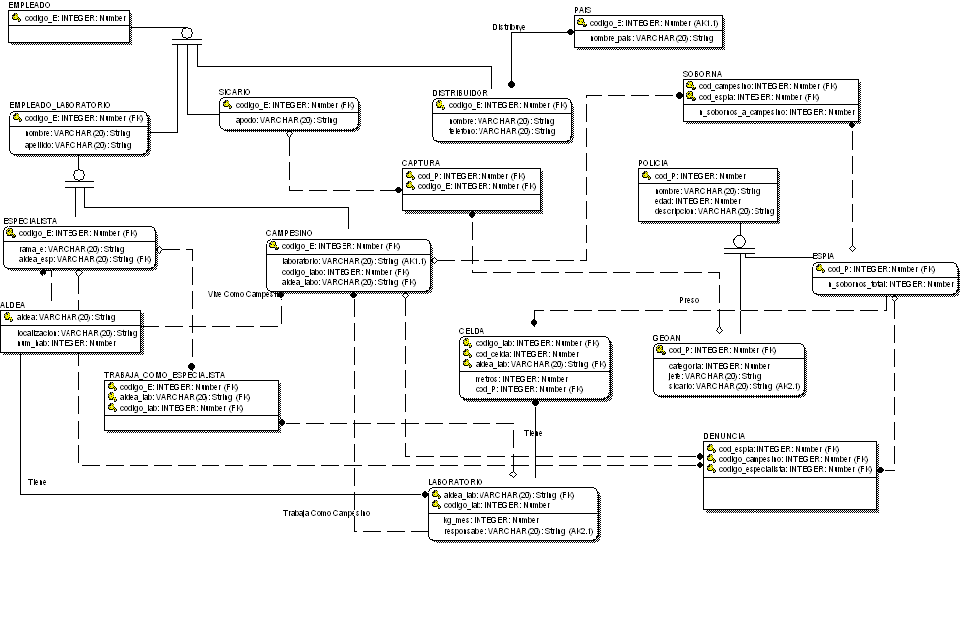 EMPLEADO
codigo_E: INTEGER: Number
PAIS
codigo_E: INTEGER: Number (AK1.1)
nombre_pais: VARCHAR(20): String
Distribuye
SOBORNA
cod_campesino: INTEGER: Number (FK)
cod_espia: INTEGER: Number (FK)
n_sobornos_a_campesino: INTEGER: Number
SICARIO
codigo_E: INTEGER: Number (FK)
apodo: VARCHAR(20): String
DISTRIBUIDOR
codigo_E: INTEGER: Number (FK)
nombre: VARCHAR(20): String
telefono: VARCHAR(20): String
EMPLEADO_LABORATORIO
codigo_E: INTEGER: Number (FK)
nombre: VARCHAR(20): String
apellido: VARCHAR(20): String
CAPTURA
cod_P: INTEGER: Number (FK)
codigo_E: INTEGER: Number (FK)
POLICIA
cod_P: INTEGER: Number
nombre: VARCHAR(20): String
edad: INTEGER: Number
descripcion: VARCHAR(20): String
ESPECIALISTA
codigo_E: INTEGER: Number (FK)
rama_e: VARCHAR(20): String
aldea_esp: VARCHAR(20): String (FK)
CAMPESINO
codigo_E: INTEGER: Number (FK)
laboratorio: VARCHAR(20): String (AK1.1)
codigo_labo: INTEGER: Number (FK)
aldea_labo: VARCHAR(20): String (FK)
ESPIA
cod_P: INTEGER: Number (FK)
n_sobornos_total: INTEGER: Number
Vive Como Campesino
Preso
ALDEA
aldea: VARCHAR(20): String
localizacion: VARCHAR(20): String
num_hab: INTEGER: Number
CELDA
codigo_lab: INTEGER: Number (FK)
cod_celda: INTEGER: Number
aldea_lab: VARCHAR(20): String (FK)
metros: INTEGER: Number
cod_P: INTEGER: Number (FK)
GEOAN
cod_P: INTEGER: Number (FK)
categoria: INTEGER: Number
jefe: VARCHAR(20): String
sicario: VARCHAR(20): String (AK2.1)
TRABAJA_COMO_ESPECIALISTA
codigo_E: INTEGER: Number (FK)
aldea_lab: VARCHAR(20): String (FK)
codigo_lab: INTEGER: Number (FK)
Tiene
DENUNCIA
cod_espia: INTEGER: Number (FK)
codigo_campesino: INTEGER: Number (FK)
codigo_especialista: INTEGER: Number (FK)
Tiene
LABORATORIO
aldea_lab: VARCHAR(20): String (FK)
codigo_lab: INTEGER: Number
kg_mes: INTEGER: Number
responsabe: VARCHAR(20): String (AK2.1)
Trabaja Como Campesino